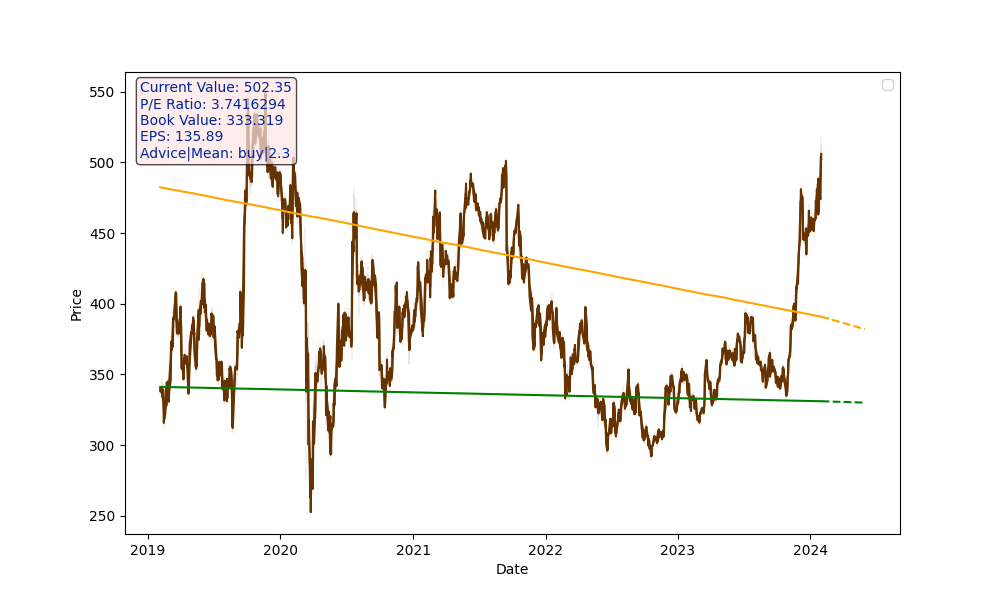 Current Value: 502.35
P/E Ratio: 3.7416294
Book Value: 333.319
EPS: 135.89
Advice|Mean: buy|2.3
Price
550
500
450
400
350
300
250
2019 2020 2021 2022 2023 2024
Date